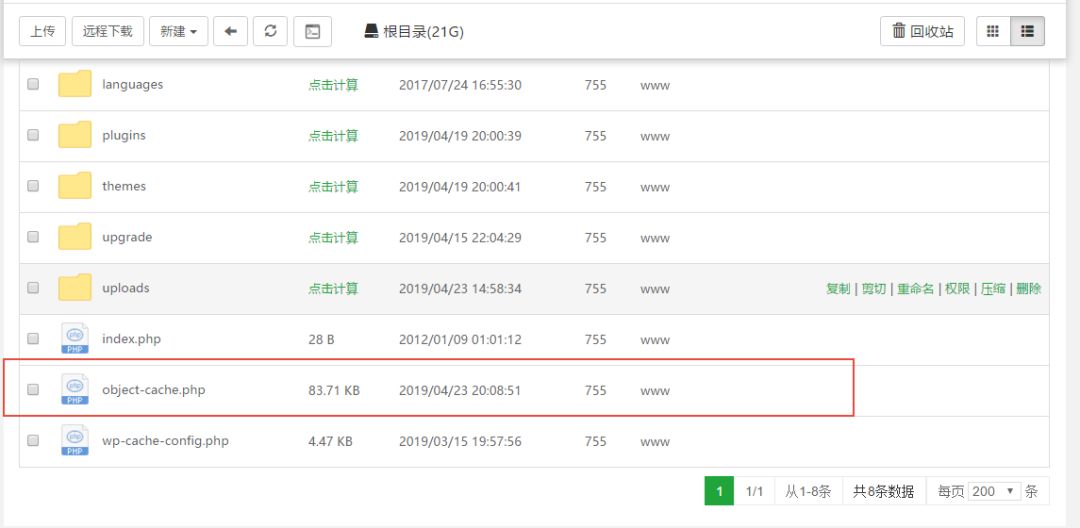 上传 远程下载 新建 根目录(21G) 回收站
languages 点击计算 2017/07/24 16:55:30 755 www
plugins 点击计算 2019/04/19 20:00:39 755 www
themes 点击计算 2019/04/19 20:00:41 755 www
upgrade 点击计算 2019/04/15 22:04:29 755 www
uploads 点击计算 2019/04/23 14:58:34 755 www 复制 | 剪切 | 重命名 | 权限 | 压缩 | 删除
php PHP index.php 28 B 2012/01/09 01:01:12 755 www
php PHP object-cache.php 83.71 KB 2019/04/23 20:08:51 755 www
php PHP wp-cache-config.php 4.47 KB 2019/03/15 19:57:56 755 www
1 1/1 从1-8条 共8条数据 每页 200 条